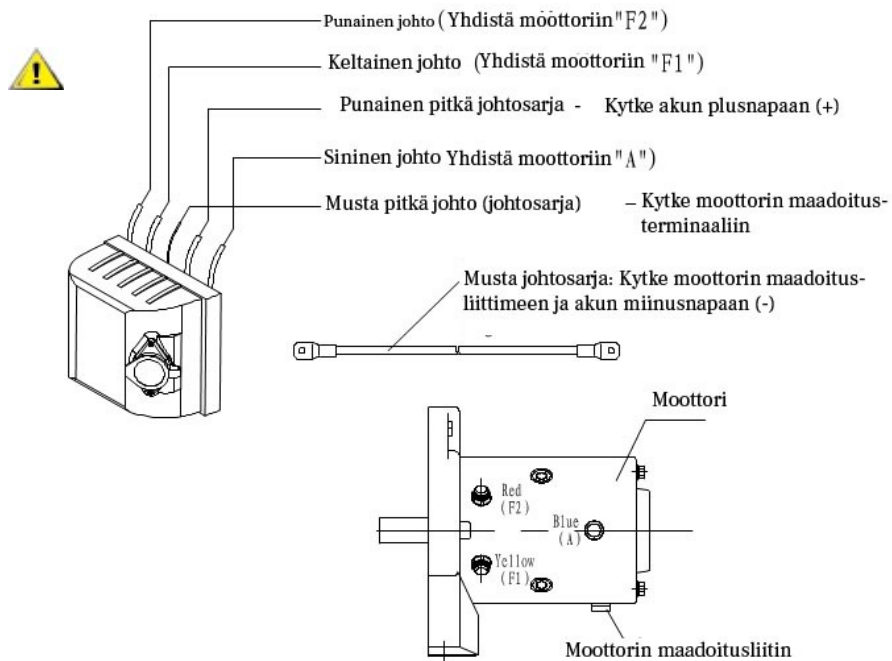 Punainen johto (Yhdistä moottoriin "F2")
Keltainen johto (Yhdistä moottoriin "F1")
Punainen pitkä johtosarja - Kytke akun plusnapaan (+)
Sininen johto Yhdistä moottoriin "A")
Musta pitkä johto (johtosarja) – Kytke moottorin maadoitus-
terminaaliin
Musta johtosarja: Kytke moottorin maadoitus-
liittimeen ja akun miinusnapaan (-)
Moottori
Red
(F2)
Blue
(A)
Yellow
(F1)
Moottorin maadoitusliitin